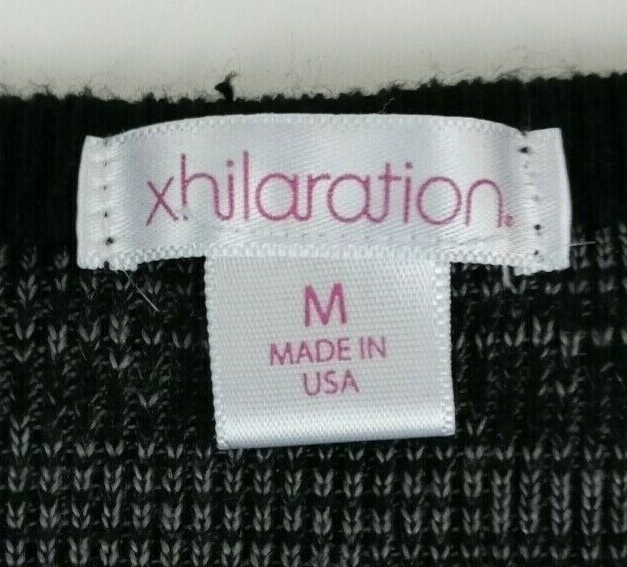 xhilaration.
M
MADE IN
USA